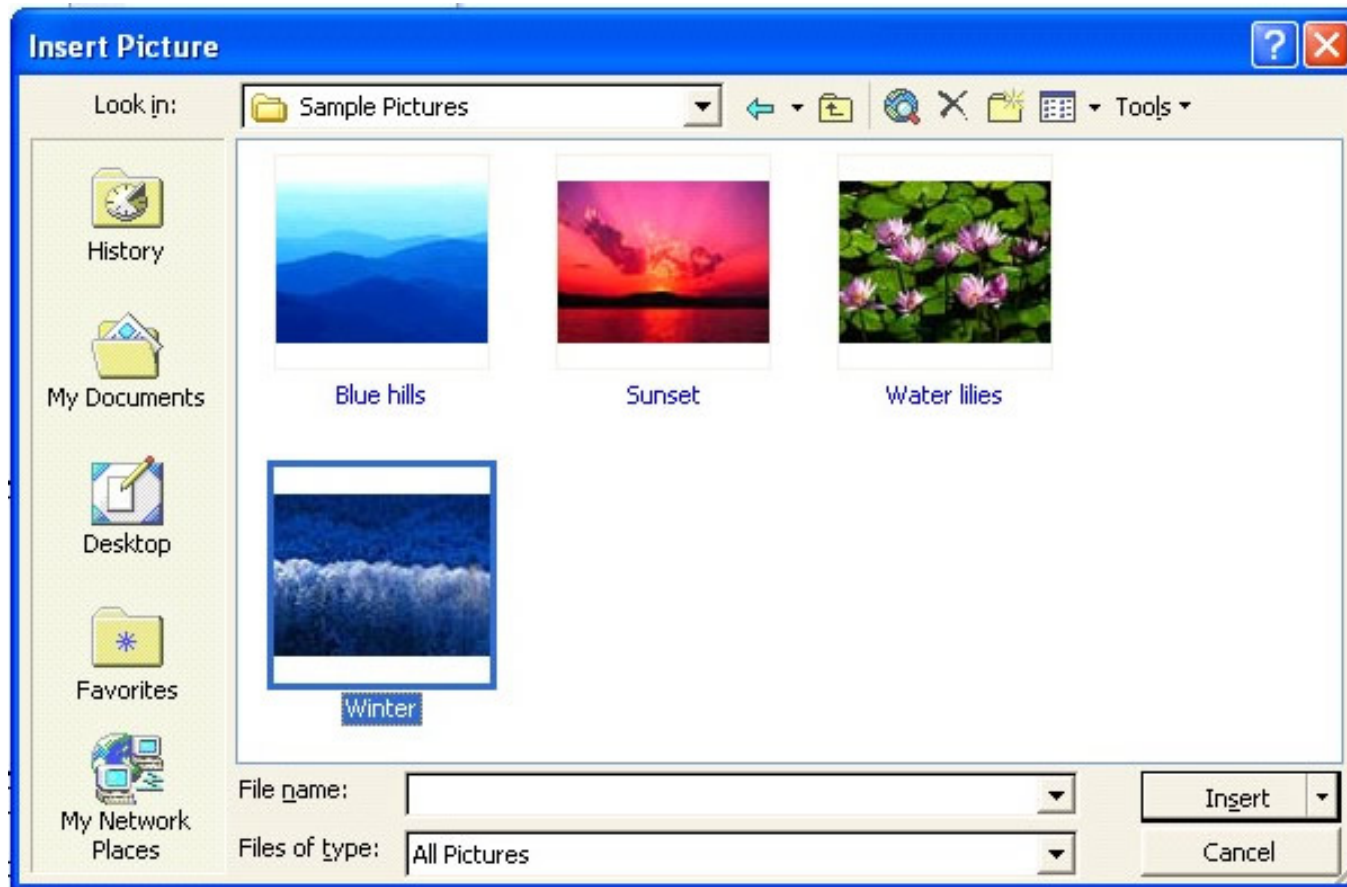 Insert Picture
Look in:
Sample Pictures
Tools
History
My Documents
Desktop
Favorites
My Network
Places
Blue hills
Sunset
Water lilies
Winter
File name:
Insert
Files of type:
All Pictures
Cancel